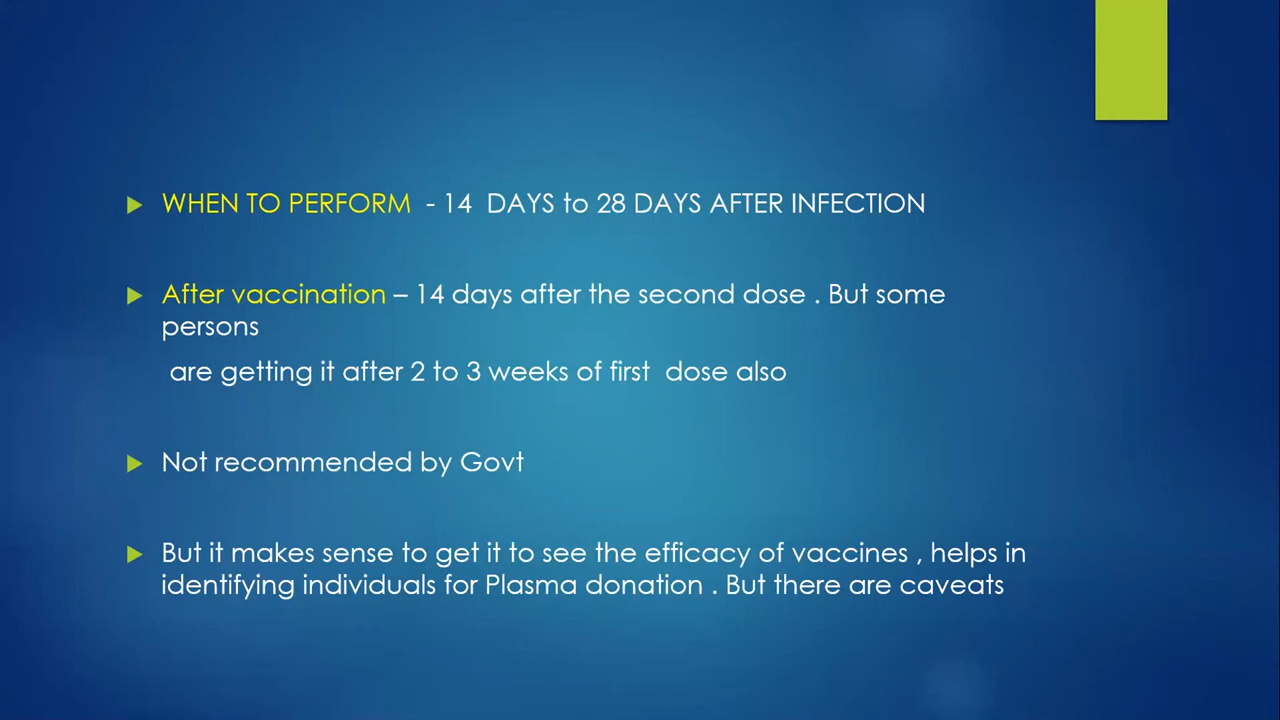 WHEN TO PERFORM - 14 DAYS to 28 DAYS AFTER INFECTION
After vaccination – 14 days after the second dose . But some
persons
are getting it after 2 to 3 weeks of first dose also
Not recommended by Govt
But it makes sense to get it to see the efficacy of vaccines , helps in
identifying individuals for Plasma donation . But there are caveats